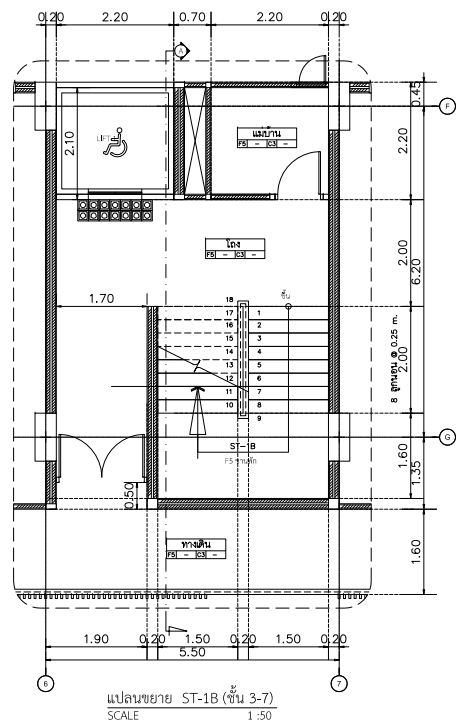 0.20 2.20 0.70 2.20 0.20
A
0.45
F
LIFT
2.10
แม่บ้าน
F5 - C3 -
2.20
โถง
F5 - C3 -
2.00
6.20
1.70
18
ขึ้น
17 1
16 2
15 3
14 4
13 5
12 6
11 7
10 8
9
8 ลูกนอน @ 0.25 m.
2.00
G
ST-1B
F5 ชานพัก
1.60
1.35
0.50
ทางเดิน
F5 - C3 -
1.60
1.90 0.20 1.50 0.20 1.50 0.20
5.50
6 7
แปลนขยาย ST-1B (ชั้น 3-7)
SCALE 1 :50